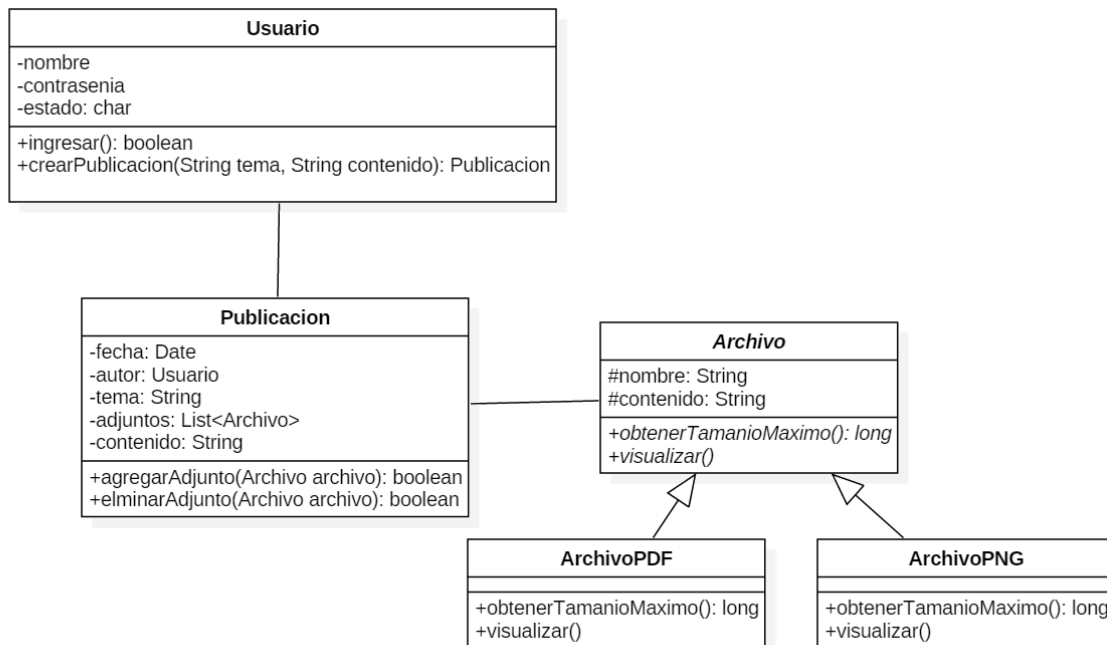 Usuario
-nombre
-contrasenia
-estado: char
+ingresar(): boolean
+crearPublicacion(String tema, String contenido): Publicacion
Publicacion
-fecha: Date
-autor: Usuario
-tema: String
-adjuntos: List<Archivo>
-contenido: String
+agregarAdjunto(Archivo archivo): boolean
+elminarAdjunto(Archivo archivo): boolean
Archivo
#nombre: String
#contenido: String
+obtenerTamanioMaximo(): long
+visualizar()
ArchivoPDF
+obtenerTamanioMaximo(): long
+visualizar()
ArchivoPNG
+obtenerTamanioMaximo(): long
+visualizar()